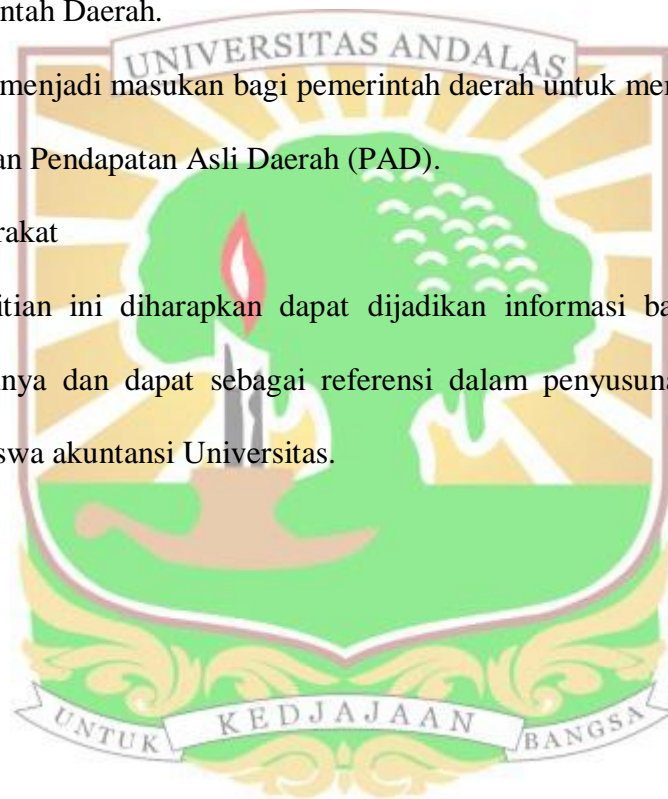 ntah Daerah.
UNIVERSITAS ANDALAS
menjadi masukan bagi pemerintah daerah untuk men
an Pendapatan Asli Daerah (PAD).
rakat
itian ini diharapkan dapat dijadikan informasi ba
nya dan dapat sebagai referensi dalam penyusuna
swa akuntansi Universitas.
UNTUK KEDJAJAAN BANGSA